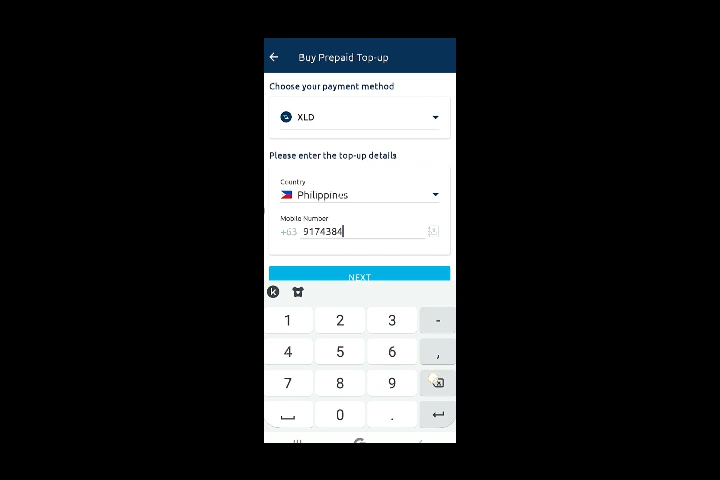 Buy Prepaid Top-up
Choose your payment method
XLD
Please enter the top-up details
Country
Philippines
Mobile Number
+63 9174384
NEXT
K
1 2 3 -
4 5 6 ,
7 8 9
0 .